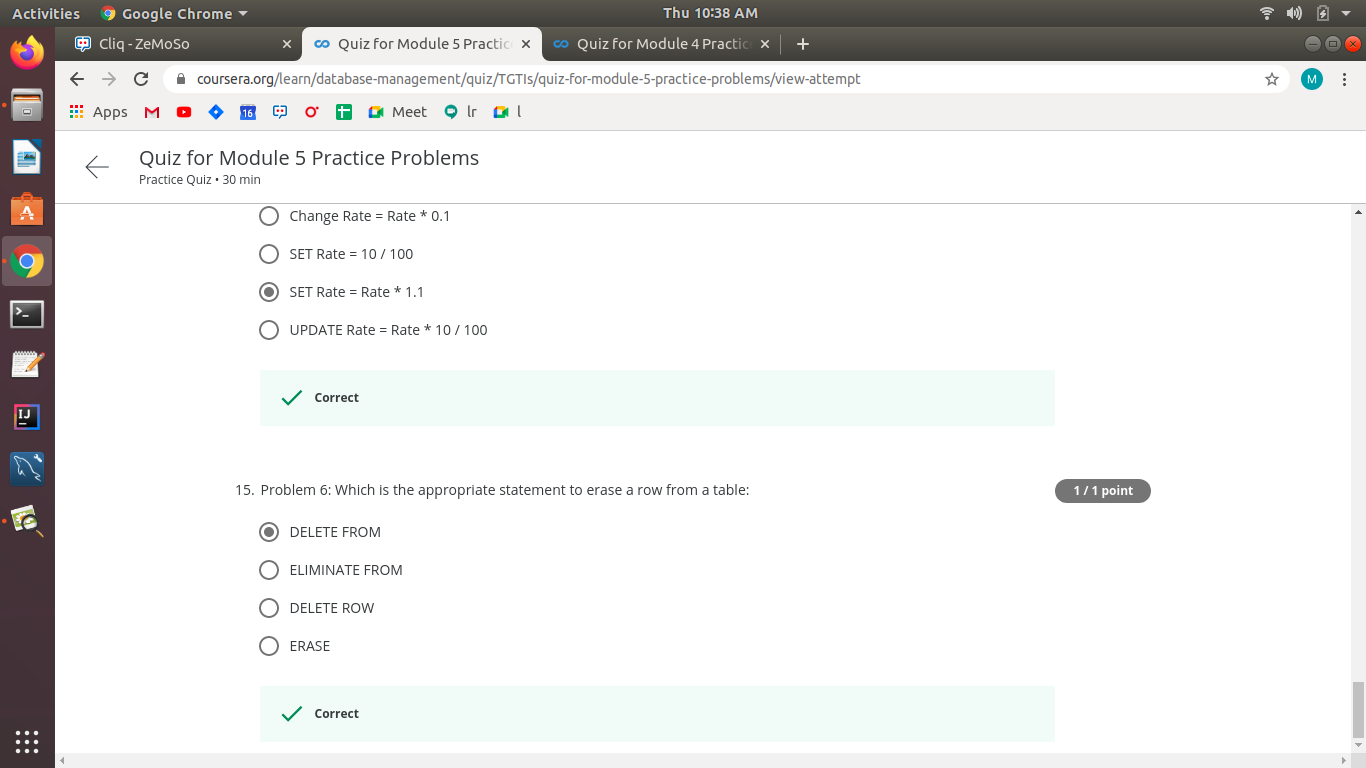 Activities
Google Chrome
Thu 10:38 AM
Cliq - ZeMoSo
Quiz for Module 5 Practic
Quiz for Module 4 Practic
coursera.org/learn/database-management/quiz/TGTIs/quiz-for-module-5-practice-problems/view-attempt
M
Apps
16
Meet
lr
l
Quiz for Module 5 Practice Problems
Practice Quiz • 30 min
Change Rate = Rate * 0.1
SET Rate = 10 / 100
SET Rate = Rate * 1.1
UPDATE Rate = Rate * 10 / 100
Correct
15. Problem 6: Which is the appropriate statement to erase a row from a table:
1 / 1 point
DELETE FROM
ELIMINATE FROM
DELETE ROW
ERASE
Correct
IJ